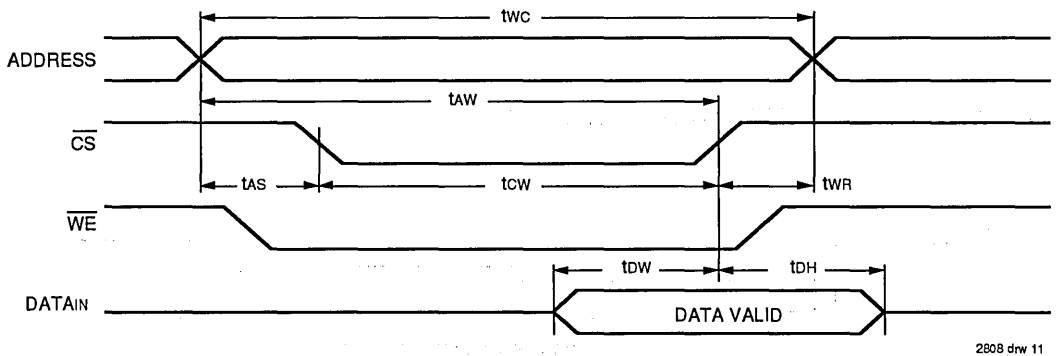 tWC
ADDRESS
tAW
CS
tAS
tCW
tWR
WE
tDW
tDH
DATAIN
DATA VALID
2808 drw 11